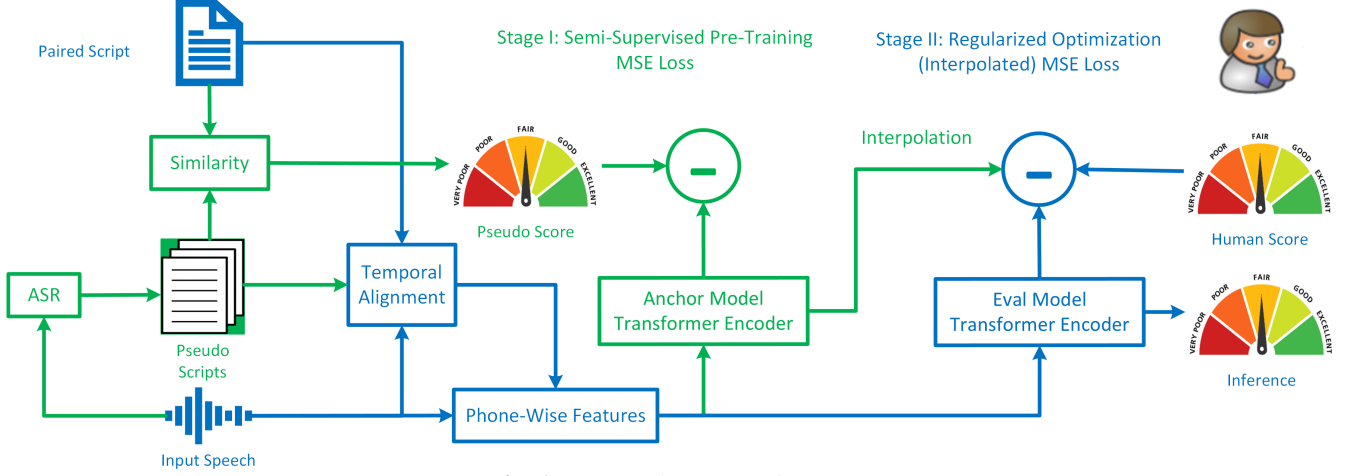 Paired Script
Stage I: Semi-Supervised Pre-Training
MSE Loss
Stage II: Regularized Optimization
(Interpolated) MSE Loss
Similarity
VERY POOR
POOR
FAIR
GOOD
EXCELLENT
Pseudo Score
Interpolation
VERY POOR
POOR
FAIR
GOOD
EXCELLENT
Human Score
ASR
Pseudo
Scripts
Temporal
Alignment
Anchor Model
Transformer Encoder
Eval Model
Transformer Encoder
VERY POOR
POOR
FAIR
GOOD
EXCELLENT
Inference
Phone-Wise Features
Input Speech